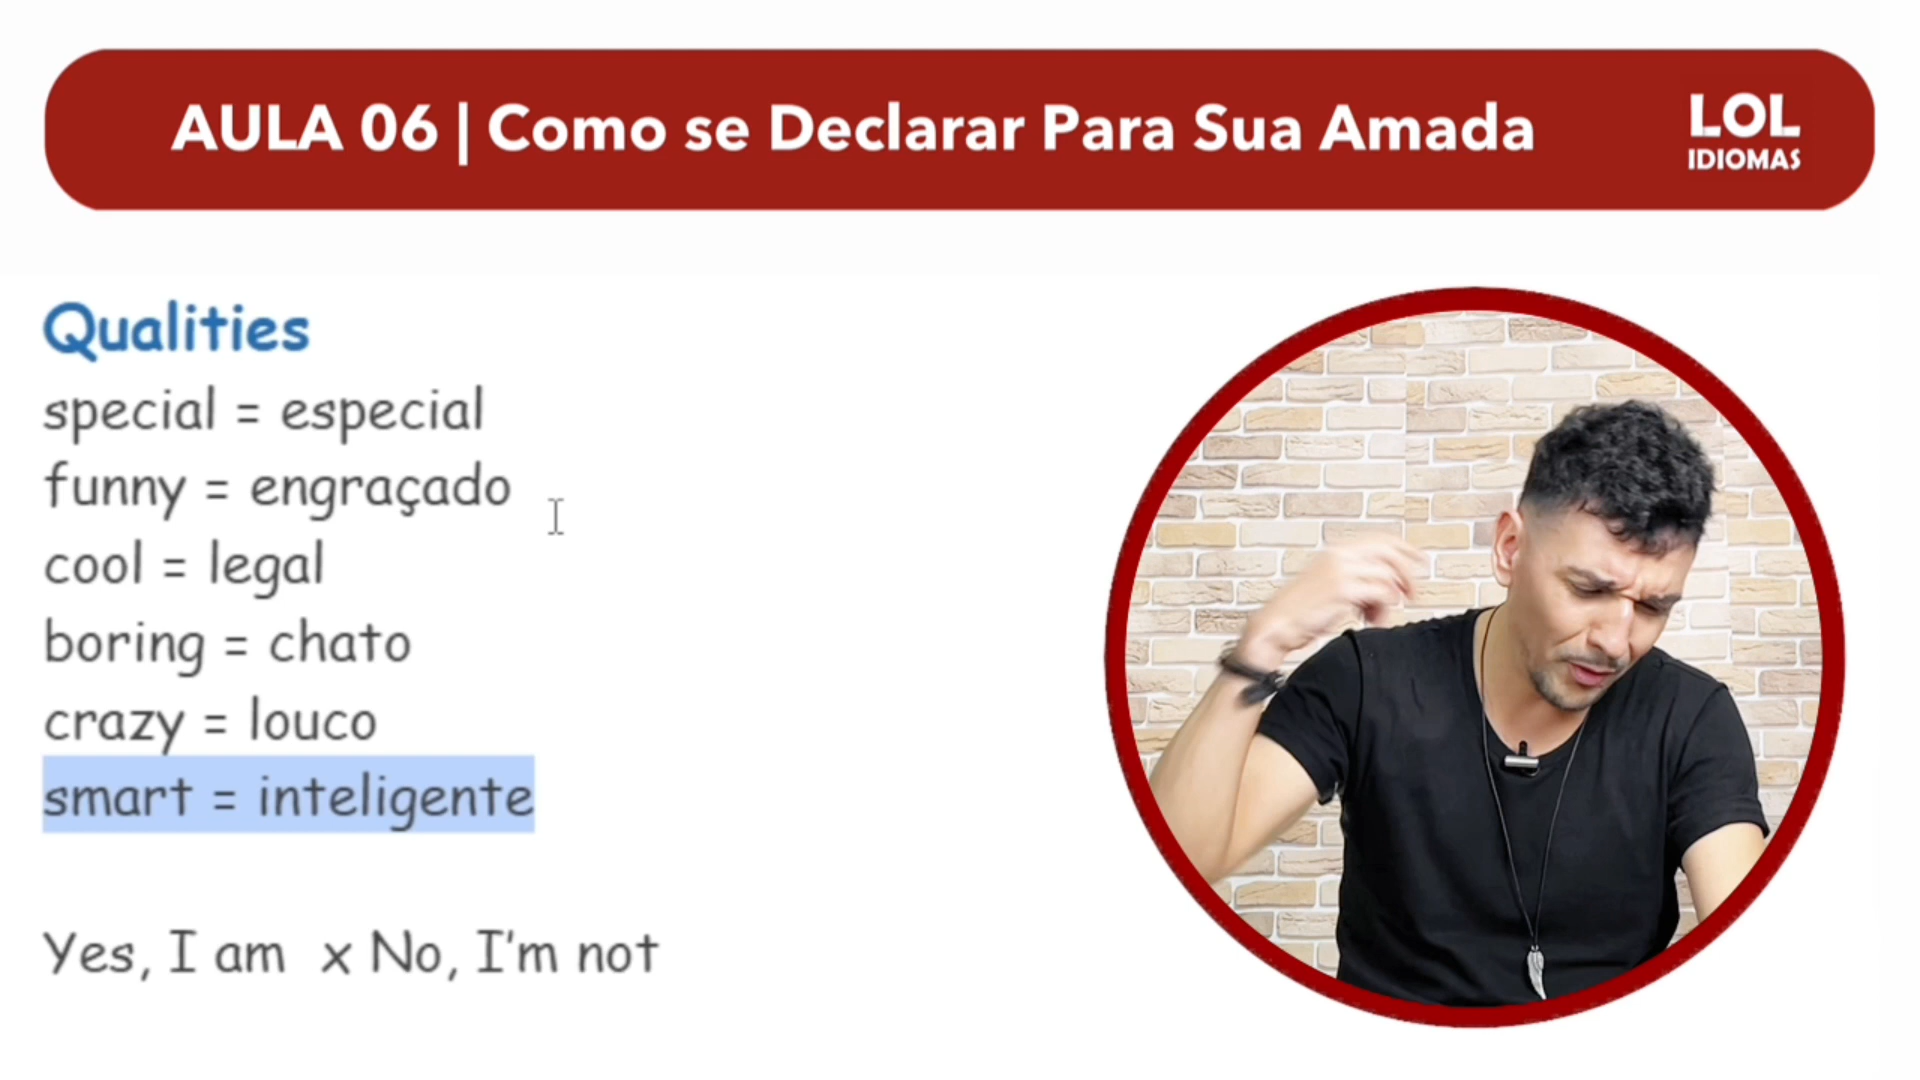 AULA 06 | Como se Declarar Para Sua Amada
LOL
IDIOMAS
Qualities
special = especial
funny = engraçado
cool = legal
boring = chato
crazy = louco
smart = inteligente
Yes, I am x No, I'm not